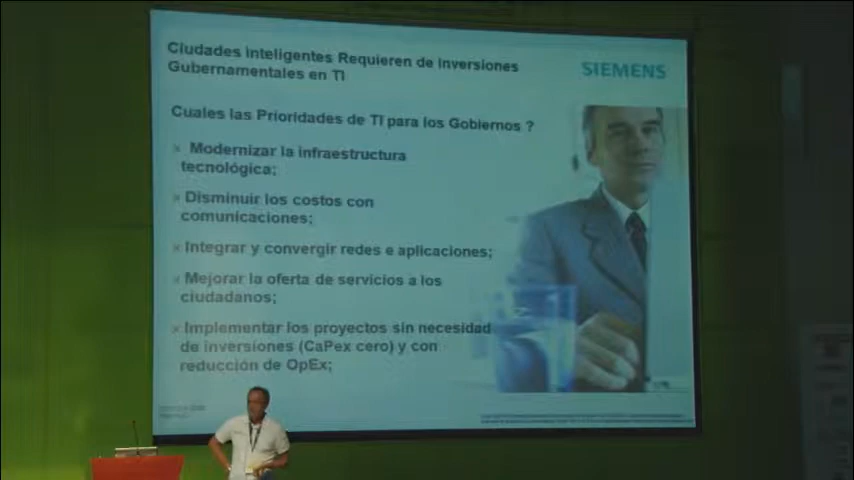 Ciudades inteligentes Requieren de inversiones
Gubernamentales en TI
SIEMENS
Cuales las Prioridades de TI para los Gobiernos ?
Modernizar la infraestructura
tecnológica;
Disminuir los costos con
comunicaciones;
Integrar y convergir redes e aplicaciones;
Mejorar la oferta de servicios a los
ciudadanos;
Implementar los proyectos sin necesidad
de inversiones (CaPex cero) y con
reducción de OpEx;